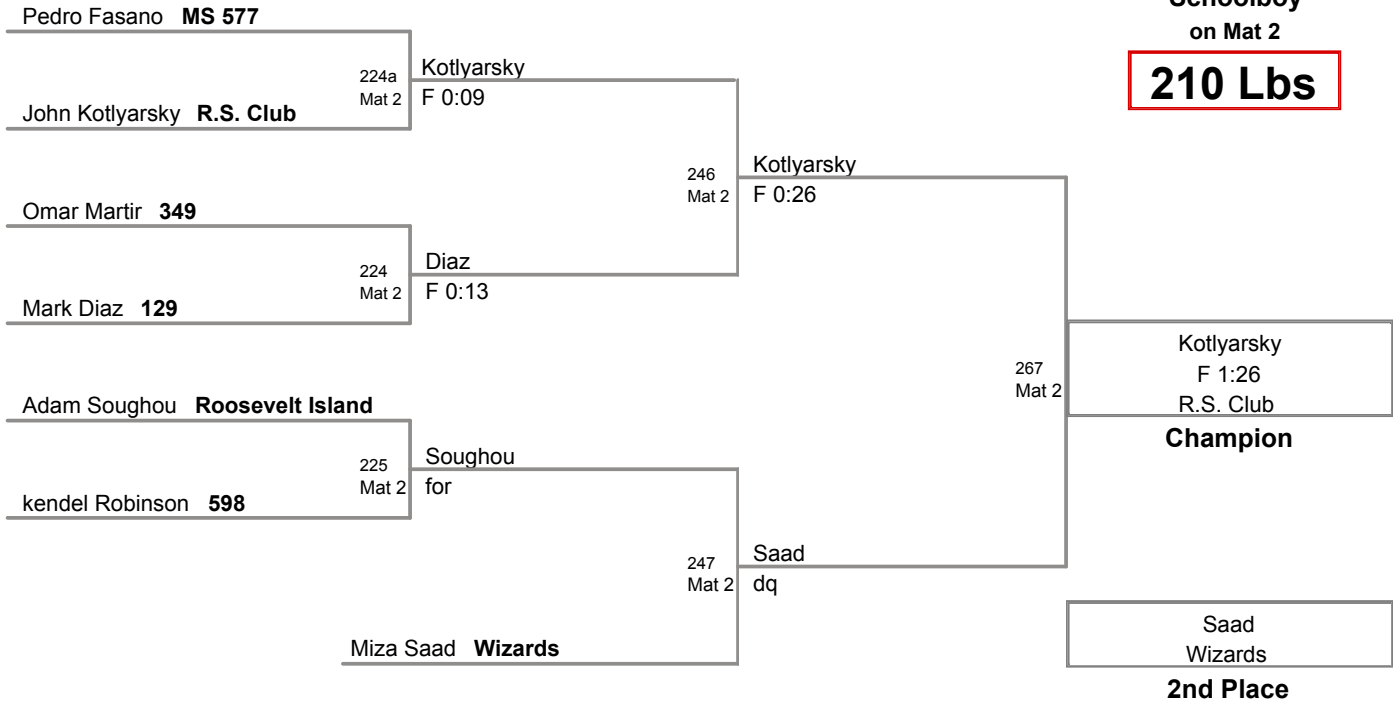 Schoolboy
on Mat 2
210 Lbs
Pedro Fasano MS 577
224a
Mat 2
Kotlyarsky
F 0:09
John Kotlyarsky R.S. Club
246
Mat 2
Kotlyarsky
F 0:26
Omar Martir 349
224
Mat 2
Diaz
F 0:13
Mark Diaz 129
267
Mat 2
Kotlyarsky
F 1:26
R.S. Club
Champion
Adam Soughou Roosevelt Island
225
Mat 2
Soughou
for
kendel Robinson 598
247
Mat 2
Saad
dq
Miza Saad Wizards
Saad
Wizards
2nd Place